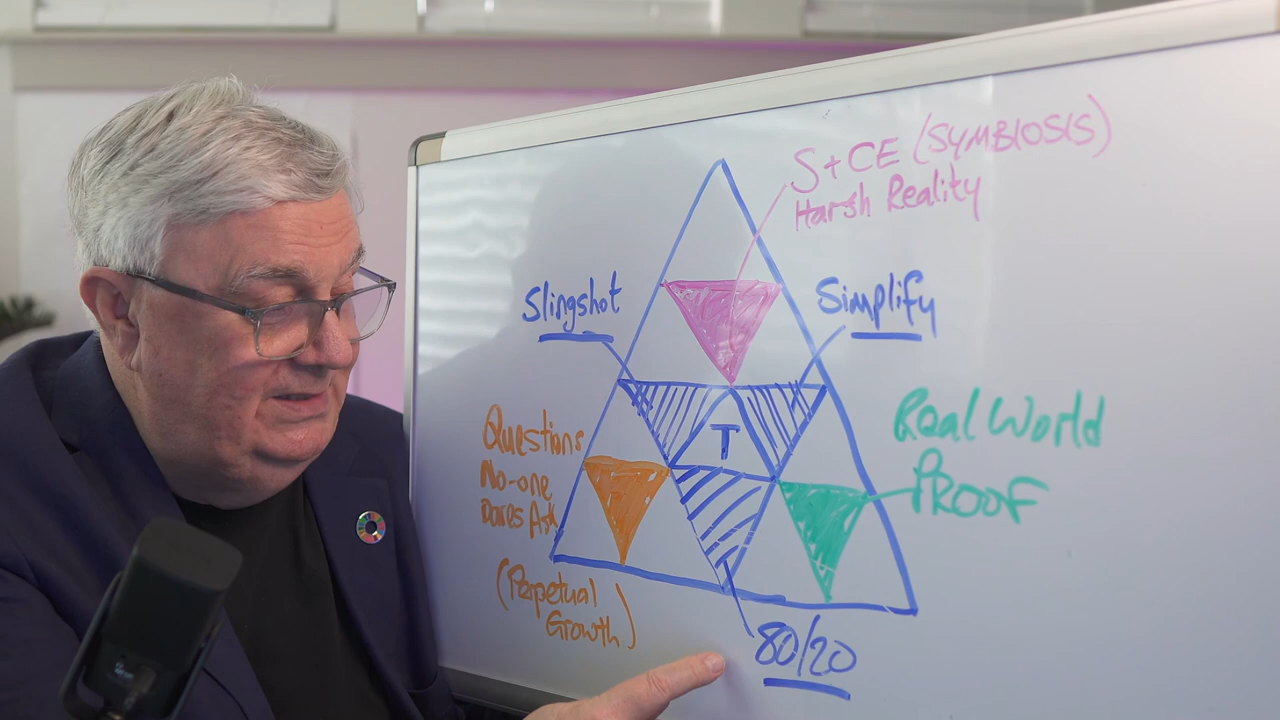 S+CE (SYMBIOSIS)
Harsh Reality
Slingshot
Simplify
Questions
No-one
Dares Ask
(Perpetual
Growth)
T
Real World
PROOF
80/20